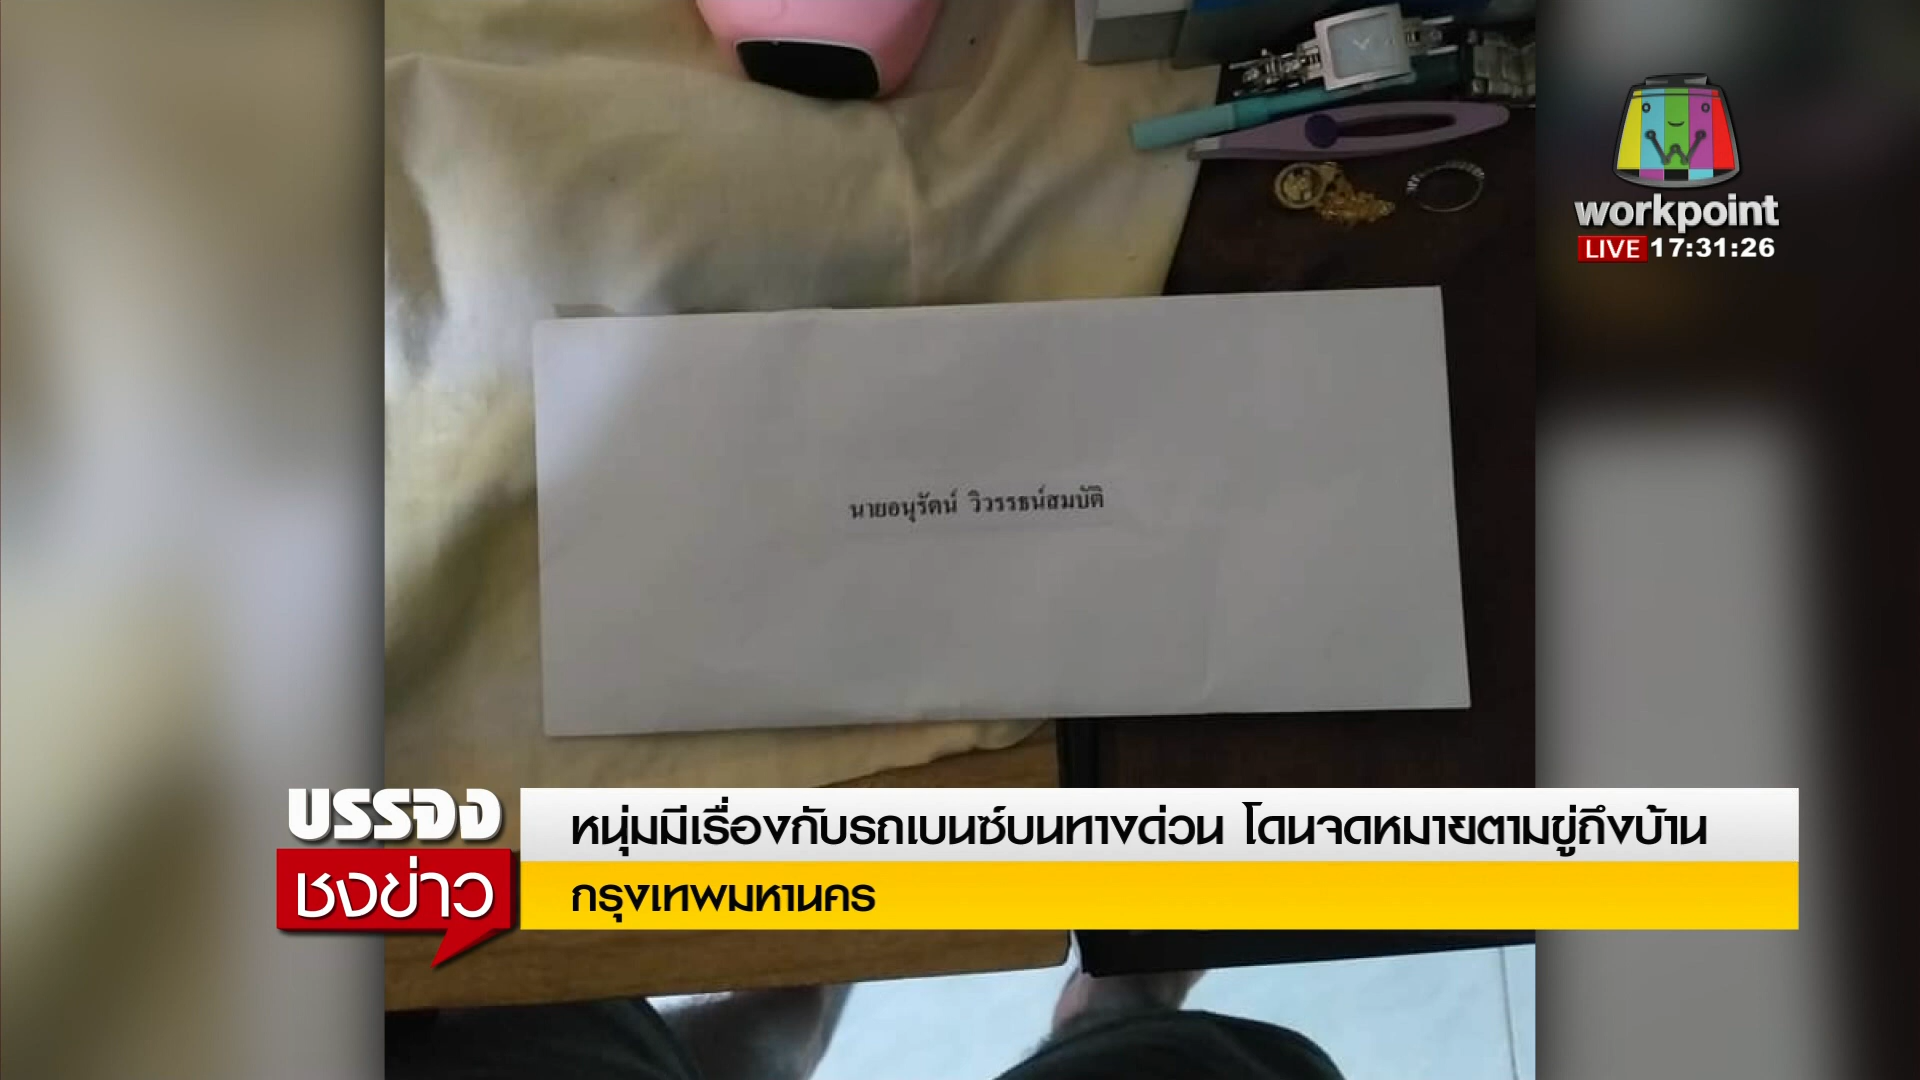 workpoint
LIVE 17:31:26
นายอนุรัตน์ วิวรรธน์สมบัติ
บรรจง
ชงข่าว
หนุ่มมีเรื่องกับรถเบนซ์บนทางด่วน โดนจดหมายตามขู่ถึงบ้าน
กรุงเทพมหานคร